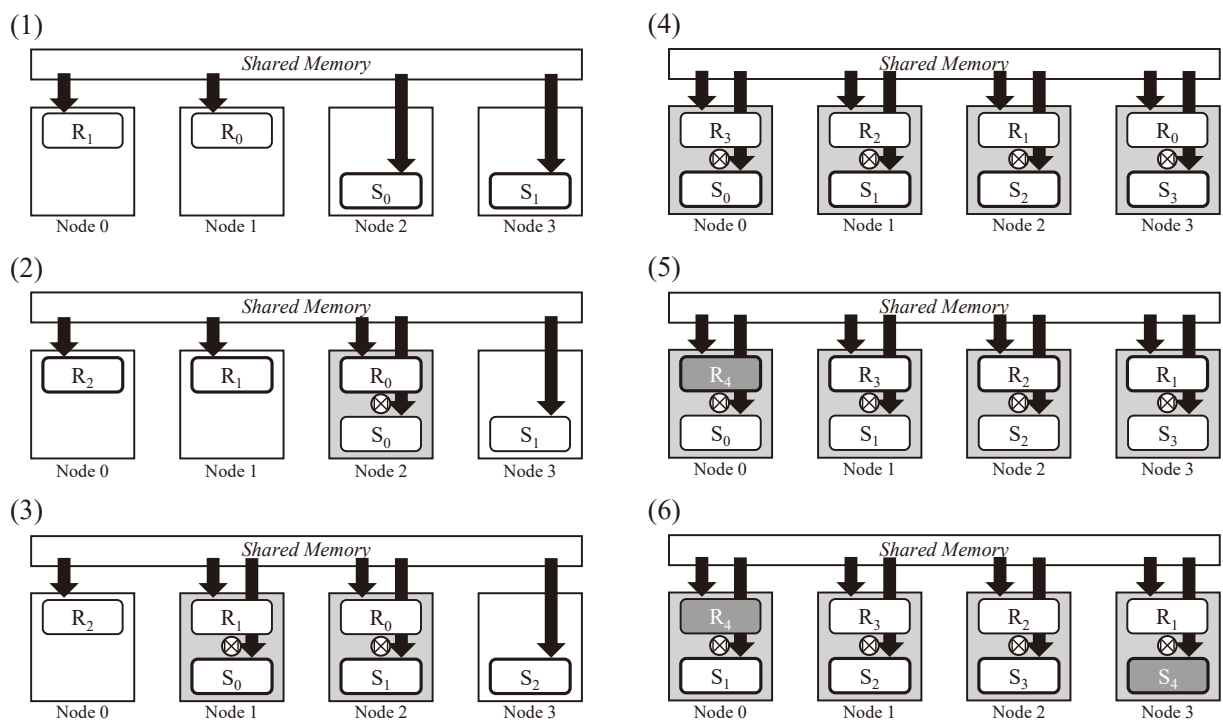 (1)
Shared Memory
R1 R0
S0 S1
Node 0 Node 1 Node 2 Node 3
(2)
Shared Memory
R2 R1 R0
S0 S1
Node 0 Node 1 Node 2 Node 3
(3)
Shared Memory
R2 R1 R0
S0 S1 S2
Node 0 Node 1 Node 2 Node 3
(4)
Shared Memory
R3 R2 R1 R0
S0 S1 S2 S3
Node 0 Node 1 Node 2 Node 3
(5)
Shared Memory
R4 R3 R2 R1
S0 S1 S2 S3
Node 0 Node 1 Node 2 Node 3
(6)
Shared Memory
R4 R3 R2 R1
S1 S2 S3 S4
Node 0 Node 1 Node 2 Node 3